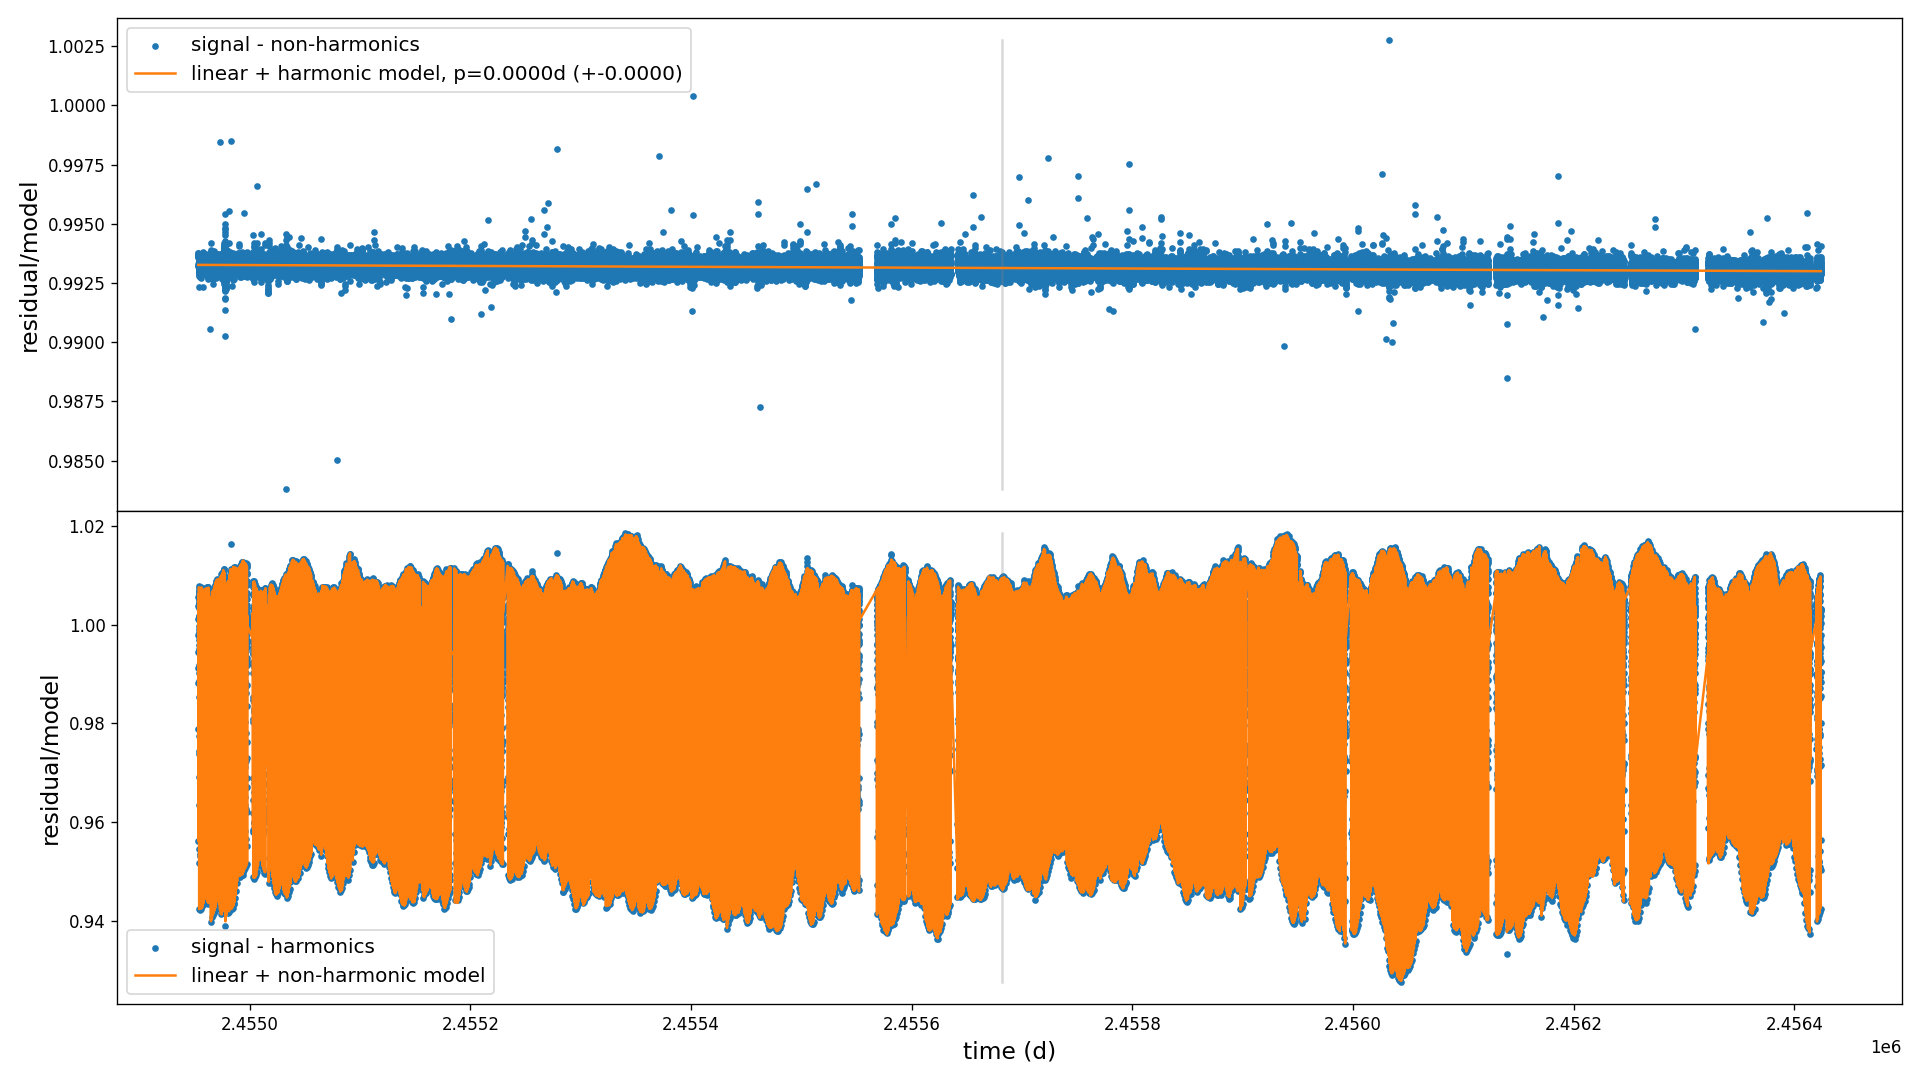 signal - non-harmonics
linear + harmonic model, p=0.0000d (+-0.0000)
1.0025
1.0000
0.9975
0.9950
0.9925
0.9900
0.9875
0.9850
residual/model
1.02
1.00
0.98
0.96
0.94
residual/model
signal - harmonics
linear + non-harmonic model
2.4550 2.4552 2.4554 2.4556 2.4558 2.4560 2.4562 2.4564
1e6
time (d)